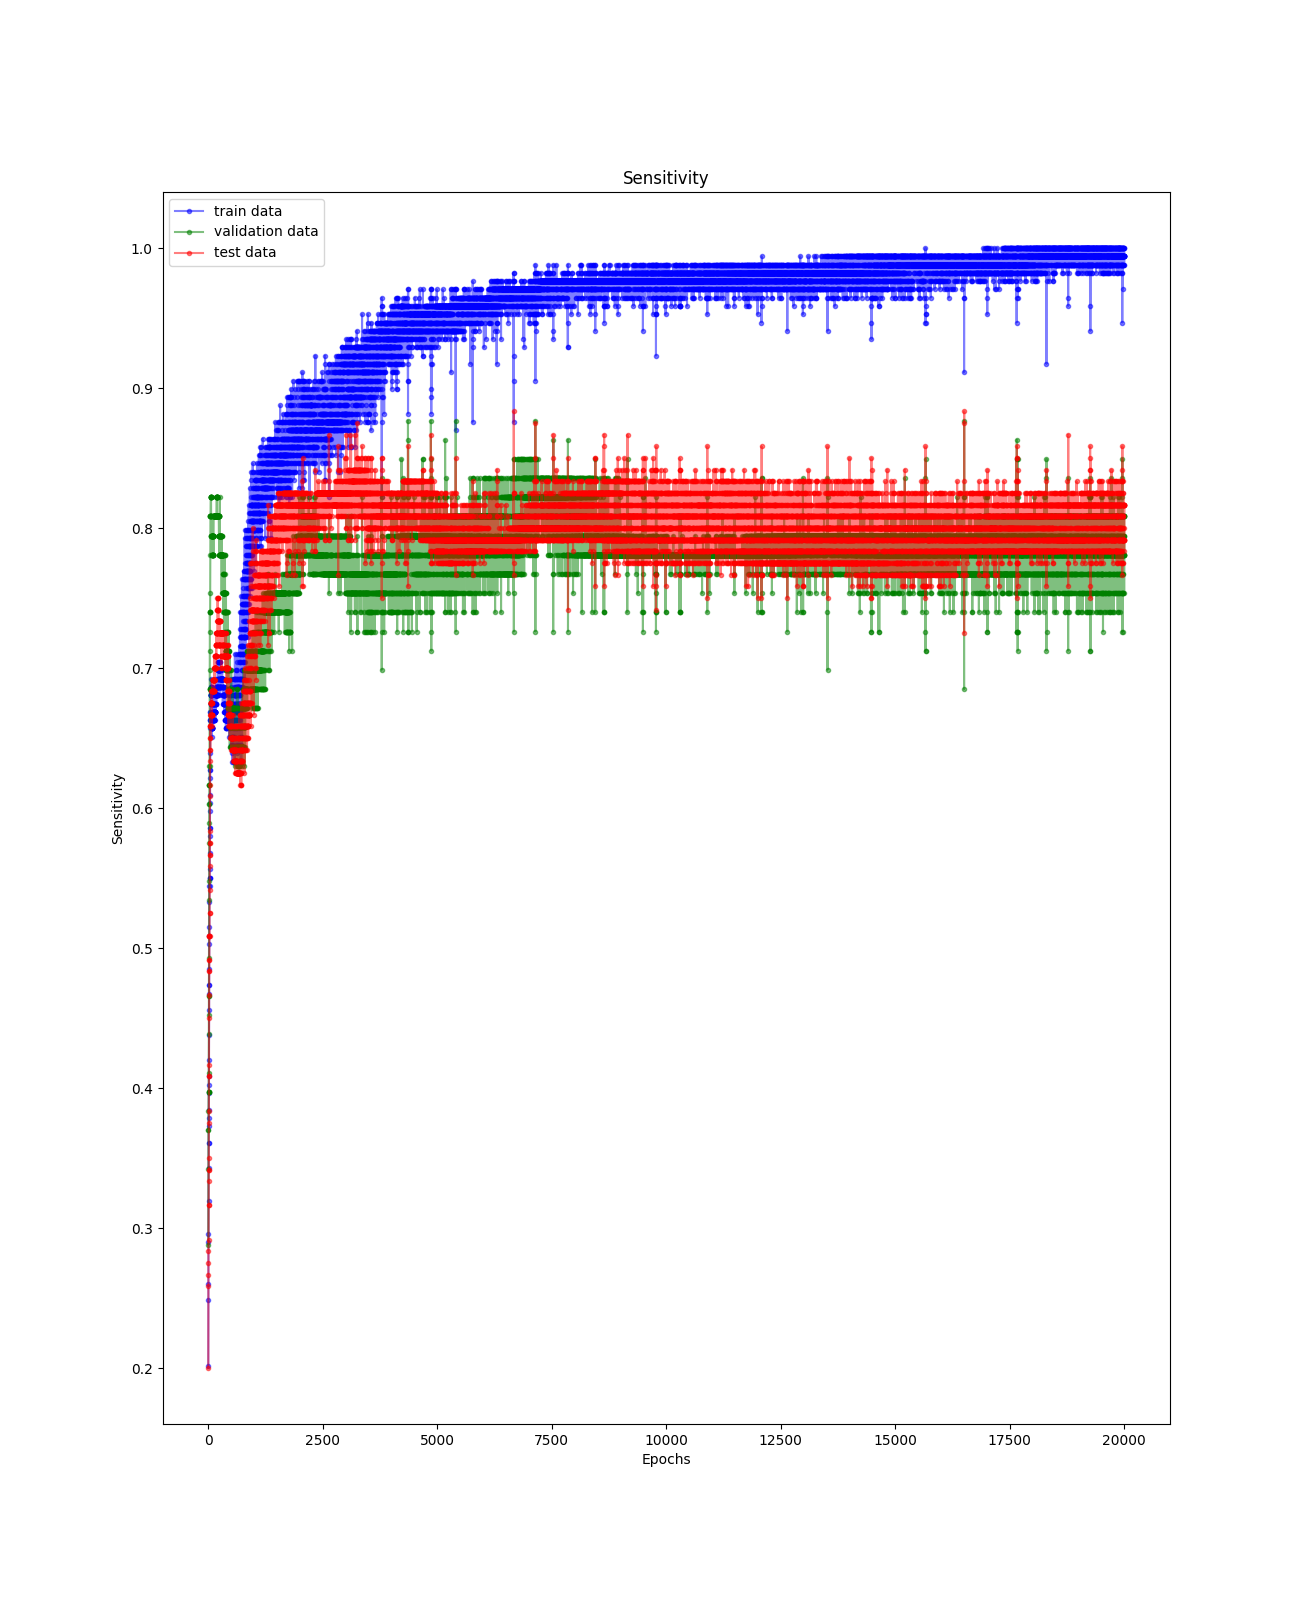 Sensitivity
train data
validation data
test data
1.0
0.9
0.8
0.7
0.6
0.5
0.4
0.3
0.2
Sensitivity
0 2500 5000 7500 10000 12500 15000 17500 20000
Epochs